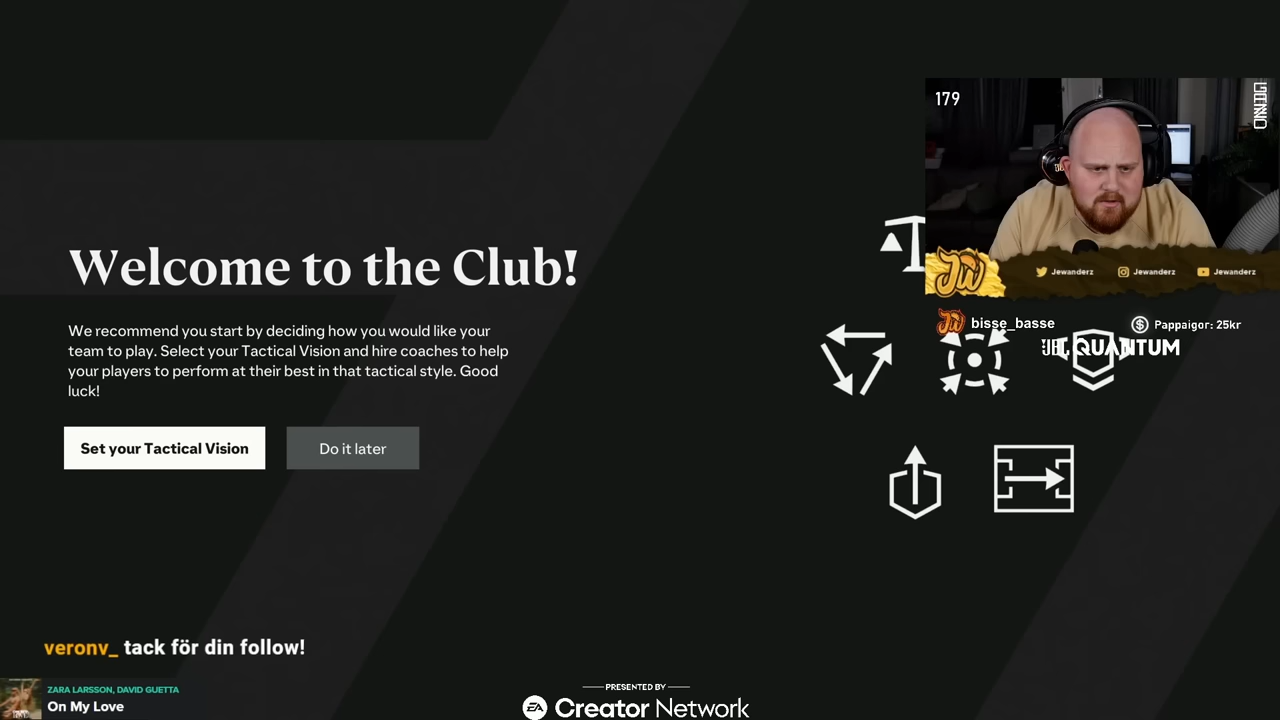 179
Welcome to the Club!
We recommend you start by deciding how you would like your
team to play. Select your Tactical Vision and hire coaches to help
your players to perform at their best in that tactical style. Good
luck!
Set your Tactical Vision
Do it later
JW
Jewanderz
Jewanderz
Jewanderz
bisse_basse
Pappaigor: 25kr
JBL QUANTUM
veronv_ tack för din follow!
ZARA LARSSON, DAVID GUETTA
On My Love
PRESENTED BY
EA Creator Network